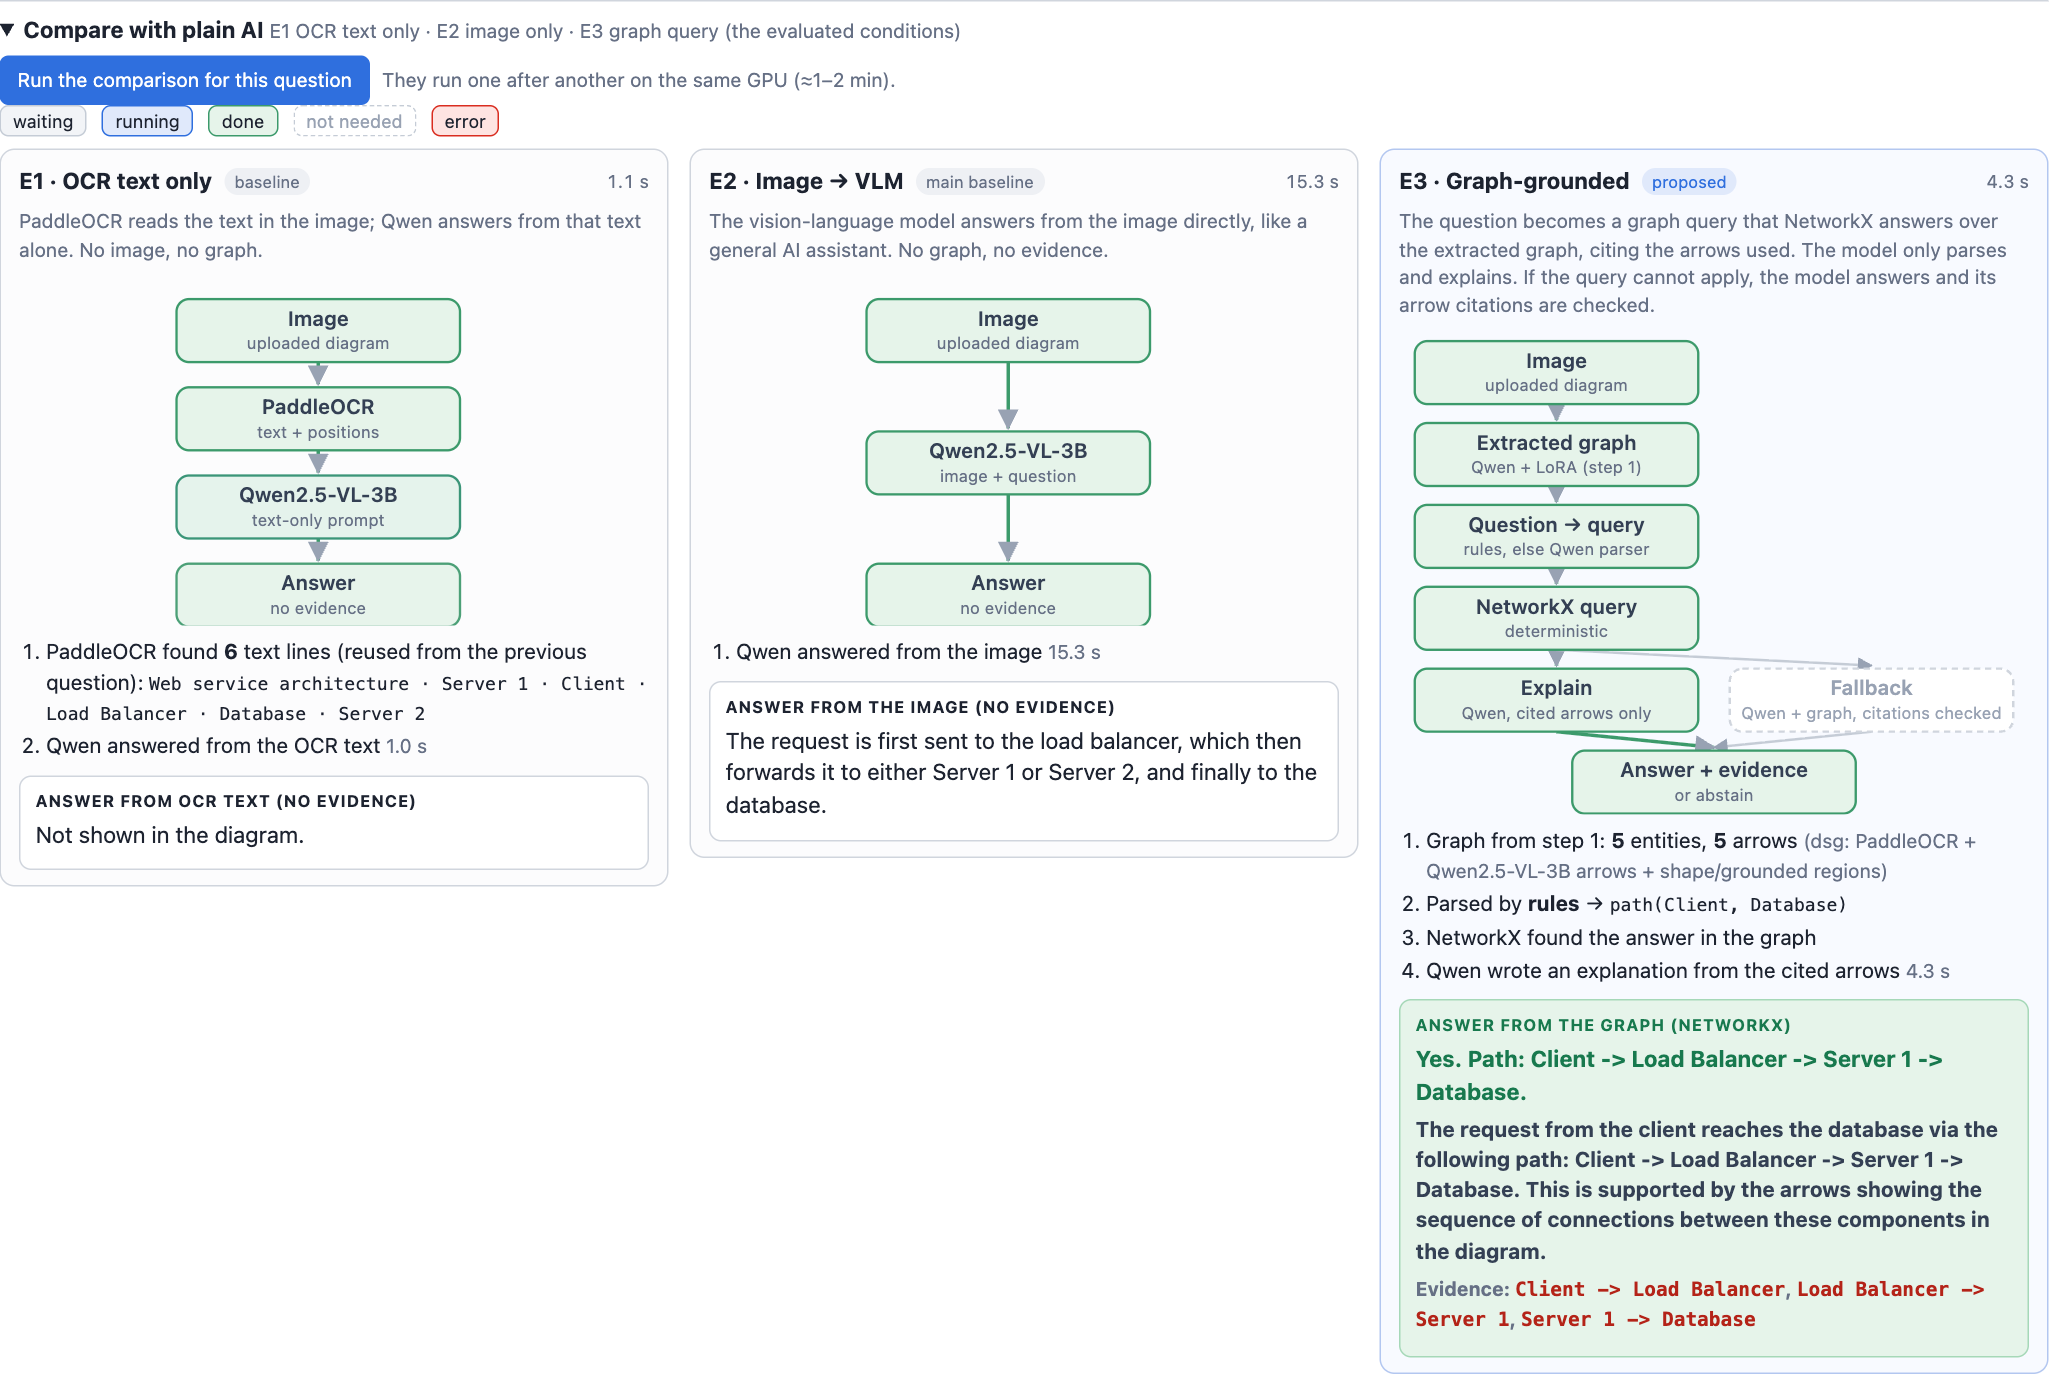 ▼ Compare with plain AI E1 OCR text only · E2 image only · E3 graph query (the evaluated conditions)
Run the comparison for this question They run one after another on the same GPU (≈1–2 min).
waiting running done not needed error
E1 · OCR text only baseline 1.1 s
PaddleOCR reads the text in the image; Qwen answers from that text
alone. No image, no graph.
Image
uploaded diagram
PaddleOCR
text + positions
Qwen2.5-VL-3B
text-only prompt
Answer
no evidence
1. PaddleOCR found 6 text lines (reused from the previous
question): Web service architecture · Server 1 · Client ·
Load Balancer · Database · Server 2
2. Qwen answered from the OCR text 1.0 s
ANSWER FROM OCR TEXT (NO EVIDENCE)
Not shown in the diagram.
E2 · Image → VLM main baseline 15.3 s
The vision-language model answers from the image directly, like a
general AI assistant. No graph, no evidence.
Image
uploaded diagram
Qwen2.5-VL-3B
image + question
Answer
no evidence
1. Qwen answered from the image 15.3 s
ANSWER FROM THE IMAGE (NO EVIDENCE)
The request is first sent to the load balancer, which then
forwards it to either Server 1 or Server 2, and finally to the
database.
E3 · Graph-grounded proposed 4.3 s
The question becomes a graph query that NetworkX answers over
the extracted graph, citing the arrows used. The model only parses
and explains. If the query cannot apply, the model answers and its
arrow citations are checked.
Image
uploaded diagram
Extracted graph
Qwen + LoRA (step 1)
Question → query
rules, else Qwen parser
NetworkX query
deterministic
Explain
Qwen, cited arrows only
Fallback
Qwen + graph, citations checked
Answer + evidence
or abstain
1. Graph from step 1: 5 entities, 5 arrows (dsg: PaddleOCR +
Qwen2.5-VL-3B arrows + shape/grounded regions)
2. Parsed by rules → path(Client, Database)
3. NetworkX found the answer in the graph
4. Qwen wrote an explanation from the cited arrows 4.3 s
ANSWER FROM THE GRAPH (NETWORKX)
Yes. Path: Client -> Load Balancer -> Server 1 ->
Database.
The request from the client reaches the database via the
following path: Client -> Load Balancer -> Server 1 ->
Database. This is supported by the arrows showing the
sequence of connections between these components in
the diagram.
Evidence: Client –> Load Balancer, Load Balancer –>
Server 1, Server 1 –> Database